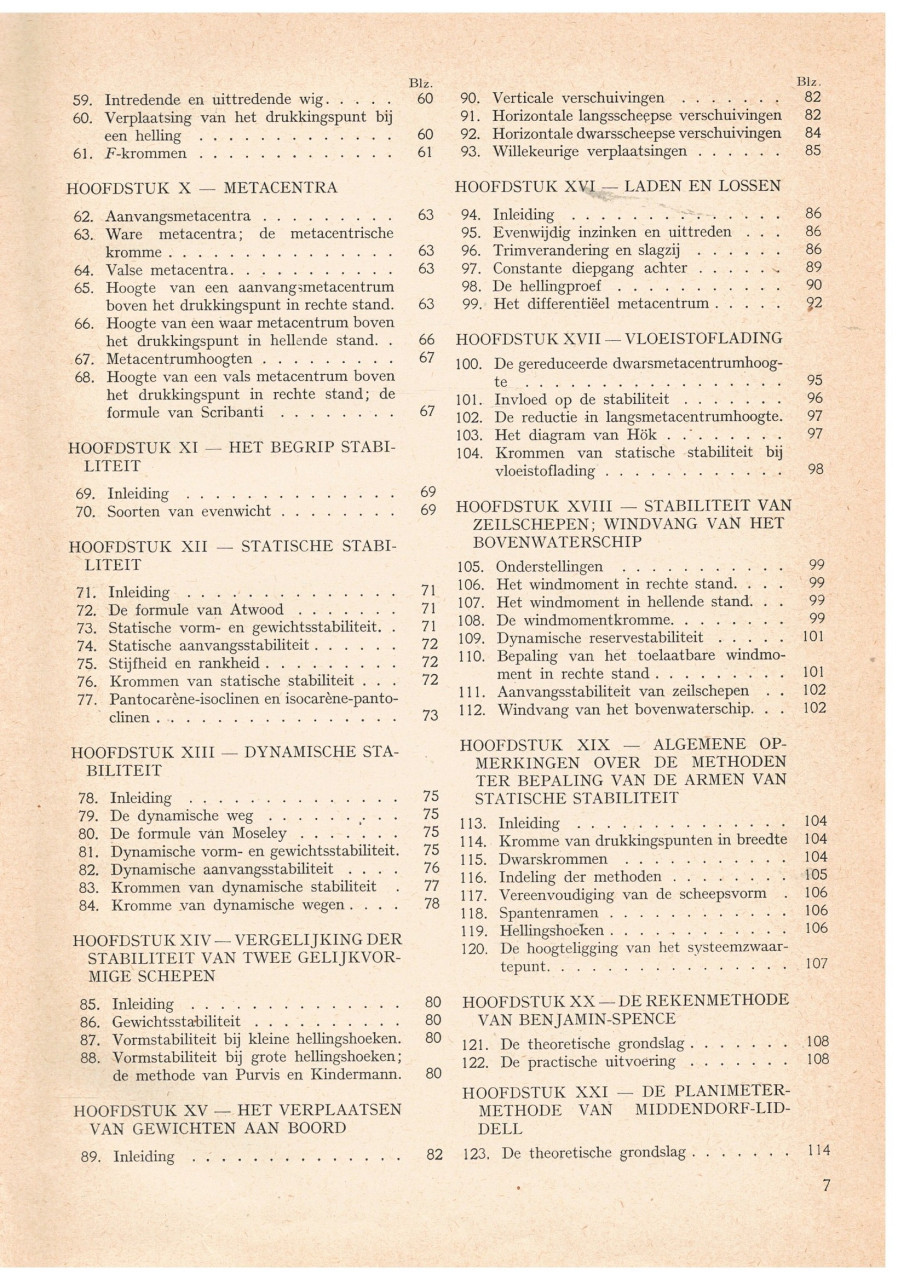 Blz.
59. Intredende en uittredende wig. . . . . 60
60. Verplaatsing van het drukkingspunt bij
een helling . . . . . . . . . . . . . 60
61. F-krommen . . . . . . . . . . . . . 61
HOOFDSTUK X — METACENTRA
62. Aanvangsmetacentra . . . . . . . . . 63
63. Ware metacentra; de metacentrische
kromme . . . . . . . . . . . . . . . 63
64. Valse metacentra. . . . . . . . . . . 63
65. Hoogte van een aanvangsmetacentrum
boven het drukkingspunt in rechte stand. 63
66. Hoogte van een waar metacentrum boven
het drukkingspunt in hellende stand. . 66
67. Metacentrumhoogten . . . . . . . . . 67
68. Hoogte van een vals metacentrum boven
het drukkingspunt in rechte stand; de
formule van Scribanti . . . . . . . . 67
HOOFDSTUK XI — HET BEGRIP STABI-
LITEIT
69. Inleiding . . . . . . . . . . . . . . 69
70. Soorten van evenwicht . . . . . . . . 69
HOOFDSTUK XII — STATISCHE STABI-
LITEIT
71. Inleiding . . . . . . . . . . . . . . 71
72. De formule van Atwood . . . . . . . 71
73. Statische vorm- en gewichtsstabiliteit. . 71
74. Statische aanvangsstabiliteit . . . . . . 72
75. Stijfheid en rankheid . . . . . . . . . 72
76. Krommen van statische stabiliteit . . . 72
77. Pantocarène-isoclinen en isocarène-panto-
clinen . . . . . . . . . . . . . . . . 73
HOOFDSTUK XIII — DYNAMISCHE STA-
BILITEIT
78. Inleiding . . . . . . . . . . . . . . 75
79. De dynamische weg . . . . . . . . . 75
80. De formule van Moseley . . . . . . . 75
81. Dynamische vorm- en gewichtsstabiliteit. 75
82. Dynamische aanvangsstabiliteit . . . . 76
83. Krommen van dynamische stabiliteit . 77
84. Kromme van dynamische wegen . . . . 78
HOOFDSTUK XIV — VERGELIJKING DER
STABILITEIT VAN TWEE GELIJKVOR-
MIGE SCHEPEN
85. Inleiding . . . . . . . . . . . . . . 80
86. Gewichtsstabiliteit . . . . . . . . . . 80
87. Vormstabiliteit bij kleine hellingshoeken. 80
88. Vormstabiliteit bij grote hellingshoeken;
de methode van Purvis en Kindermann. 80
HOOFDSTUK XV — HET VERPLAATSEN
VAN GEWICHTEN AAN BOORD
89. Inleiding . . . . . . . . . . . . . . 82
Blz.
90. Verticale verschuivingen . . . . . . . 82
91. Horizontale langsscheepse verschuivingen 82
92. Horizontale dwarsscheepse verschuivingen 84
93. Willekeurige verplaatsingen . . . . . . 85
HOOFDSTUK XVI — LADEN EN LOSSEN
94. Inleiding . . . . . . . . . . . . . . 86
95. Evenwijdig inzinken en uittreden . . . 86
96. Trimverandering en slagzij . . . . . . 86
97. Constante diepgang achter . . . . . . 89
98. De hellingproef . . . . . . . . . . . 90
99. Het differentiëel metacentrum . . . . . 92
HOOFDSTUK XVII — VLOEISTOFLADING
100. De gereduceerde dwarsmetacentrumhoog-
te . . . . . . . . . . . . . . . . . 95
101. Invloed op de stabiliteit . . . . . . . 96
102. De reductie in langsmetacentrumhoogte. 97
103. Het diagram van Hök . . . . . . . . 97
104. Krommen van statische stabiliteit bij
vloeistoflading . . . . . . . . . . . . 98
HOOFDSTUK XVIII — STABILITEIT VAN
ZEILSCHEPEN; WINDVANG VAN HET
BOVENWATERSCHIP
105. Onderstellingen . . . . . . . . . . . 99
106. Het windmoment in rechte stand. . . . 99
107. Het windmoment in hellende stand. . . 99
108. De windmomentkromme. . . . . . . . 99
109. Dynamische reservestabiliteit . . . . . 101
110. Bepaling van het toelaatbare windmo-
ment in rechte stand . . . . . . . . . 101
111. Aanvangsstabiliteit van zeilschepen . . 102
112. Windvang van het bovenwaterschip. . . 102
HOOFDSTUK XIX — ALGEMENE OP-
MERKINGEN OVER DE METHODEN
TER BEPALING VAN DE ARMEN VAN
STATISCHE STABILITEIT
113. Inleiding . . . . . . . . . . . . . . 104
114. Kromme van drukkingspunten in breedte 104
115. Dwarskrommen . . . . . . . . . . . 104
116. Indeling der methoden . . . . . . . . 105
117. Vereenvoudiging van de scheepsvorm . 106
118. Spantenramen . . . . . . . . . . . . 106
119. Hellingshoeken . . . . . . . . . . . . 106
120. De hoogteligging van het systeemzwaar-
tepunt. . . . . . . . . . . . . . . . 107
HOOFDSTUK XX — DE REKENMETHODE
VAN BENJAMIN-SPENCE
121. De theoretische grondslag . . . . . . . 108
122. De practische uitvoering . . . . . . . 108
HOOFDSTUK XXI — DE PLANIMETER-
METHODE VAN MIDDENDORF-LID-
DELL
123. De theoretische grondslag . . . . . . . 114
7